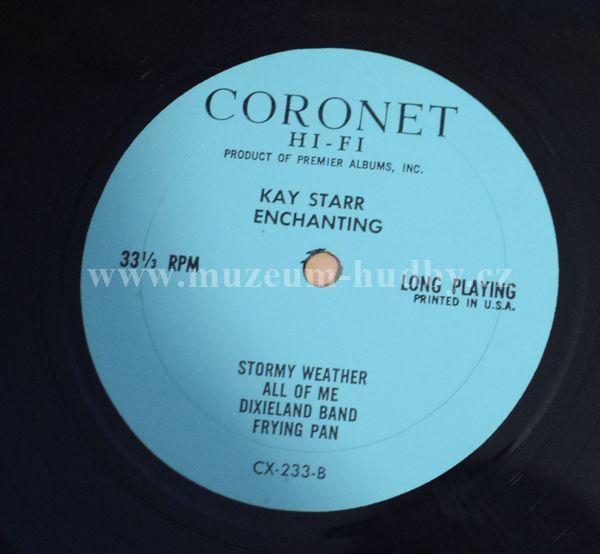 CORONET
HI-FI
PRODUCT OF PREMIER ALBUMS, INC.
KAY STARR
ENCHANTING
33⅓ RPM
LONG PLAYING
PRINTED IN U.S.A.
www.muzeum-hudby.cz
STORMY WEATHER
ALL OF ME
DIXIELAND BAND
FRYING PAN
CX-233-B